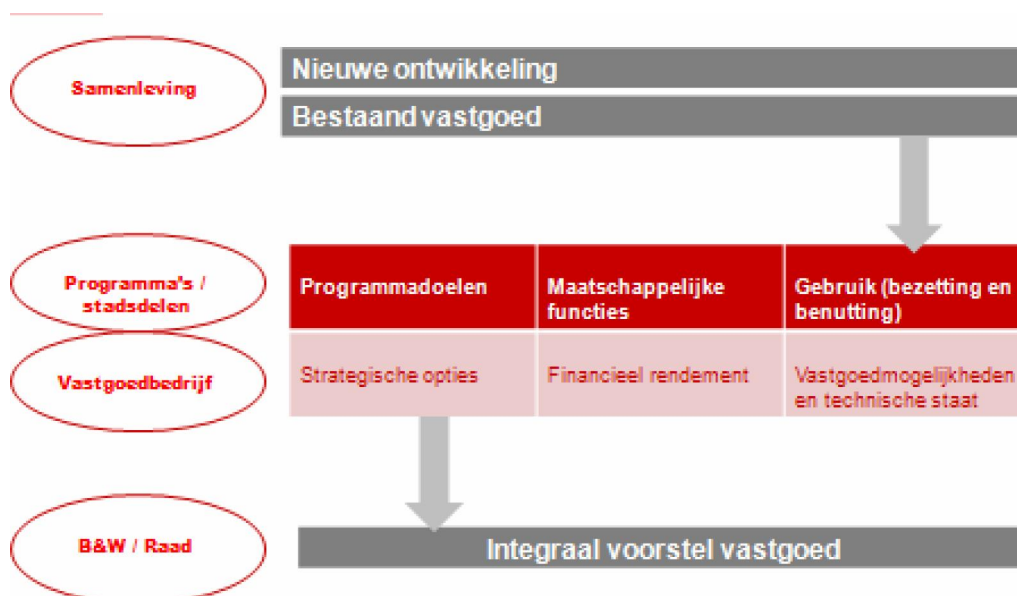 Samenleving
Nieuwe ontwikkeling
Bestaand vastgoed
Programma's /
stadsdelen
Programmadoelen
Maatschappelijke
functies
Gebruik (bezetting en
benutting)
Vastgoedbedrijf
Strategische opties
Financieel rendement
Vastgoedmogelijkheden
en technische staat
B&W / Raad
Integraal voorstel vastgoed